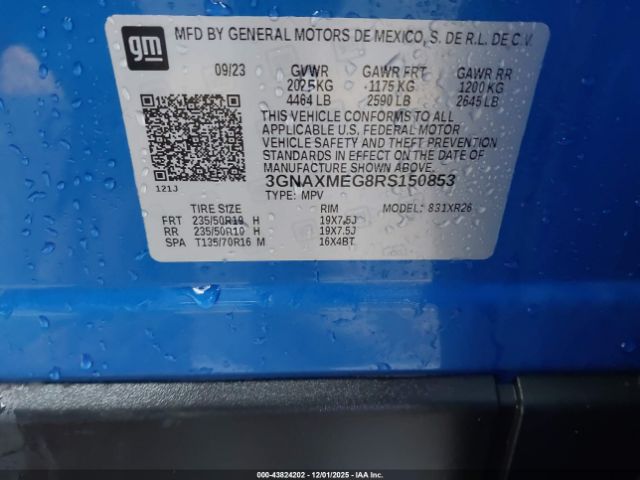 gm
MFD BY GENERAL MOTORS DE MEXICO, S. DE R.L. DE C.V.
09/23 GVWR GAWR FRT GAWR RR
2025KG 1175 KG 1200 KG
4464 LB 2590 LB 2645 LB
THIS VEHICLE CONFORMS TO ALL
APPLICABLE U.S. FEDERAL MOTOR
VEHICLE SAFETY AND THEFT PREVENTION
STANDARDS IN EFFECT ON THE DATE OF
MANUFACTURE SHOWN ABOVE.
3GNAXMEG8RS150853
121J TYPE: MPV MODEL: 831XR26
TIRE SIZE RIM
FRT 235/50R19 H 19X7.5J
RR 235/50R19 H 19X7.5J
SPA T135/70R16 M 16X4BT
000-43824202 - 12/01/2025 - IAAI.COM